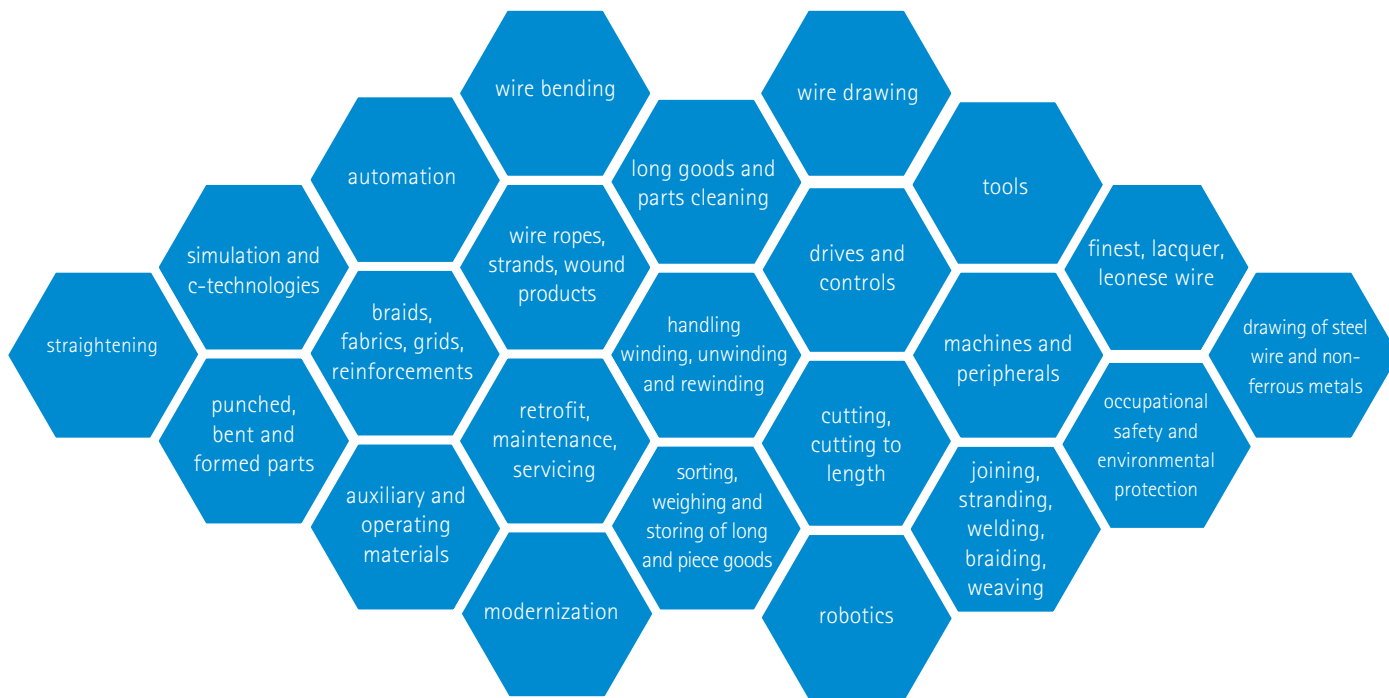 wire bending
wire drawing
automation
long goods and
parts cleaning
tools
simulation and
c-technologies
wire ropes,
strands, wound
products
drives and
controls
finest, lacquer,
leonese wire
straightening
braids,
fabrics, grids,
reinforcements
handling
winding, unwinding
and rewinding
machines and
peripherals
drawing of steel
wire and non-
ferrous metals
punched,
bent and
formed parts
retrofit,
maintenance,
servicing
cutting,
cutting to
length
occupational
safety and
environmental
protection
auxiliary and
operating
materials
sorting,
weighing and
storing of long
and piece goods
joining,
stranding,
welding,
braiding,
weaving
modernization
robotics